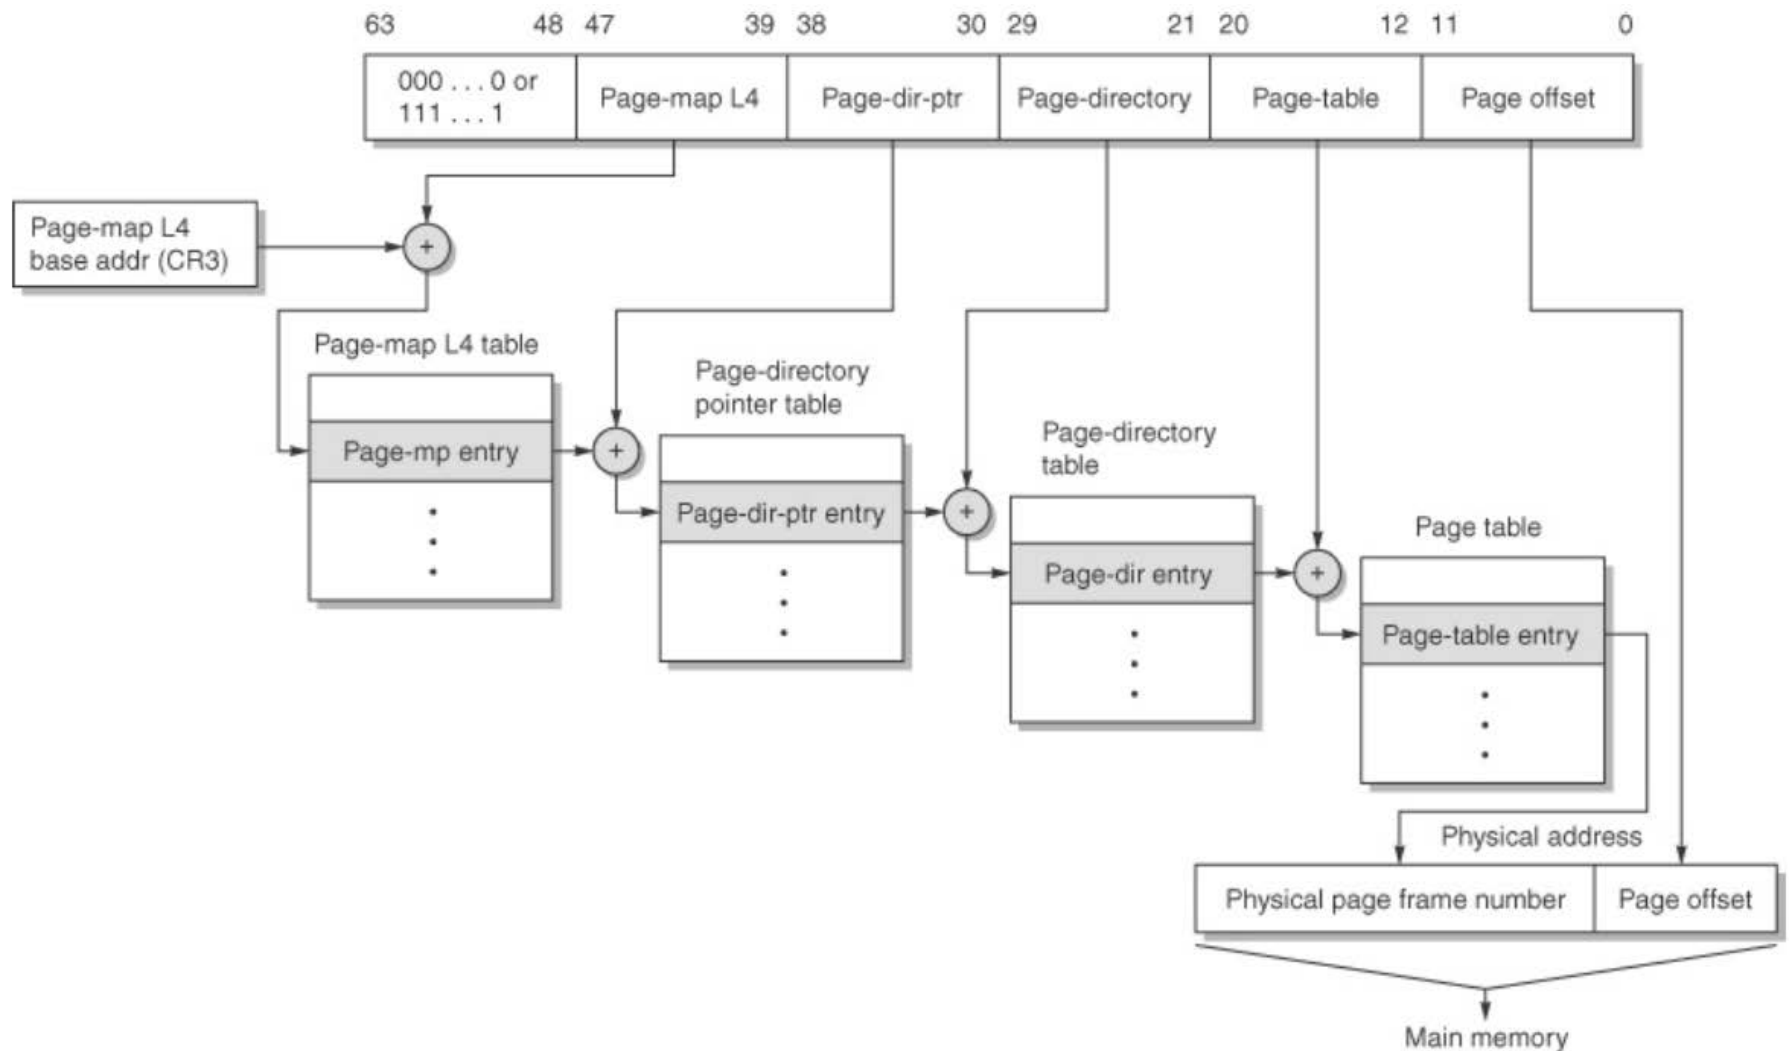 63 48 47 39 38 30 29 21 20 12 11 0
000 . . . 0 or
111 . . . 1
Page-map L4
Page-dir-ptr
Page-directory
Page-table
Page offset
Page-map L4
base addr (CR3)
+
Page-map L4 table
Page-mp entry
+
Page-directory
pointer table
Page-dir-ptr entry
+
Page-directory
table
Page-dir entry
+
Page table
Page-table entry
Physical address
Physical page frame number
Page offset
Main memory